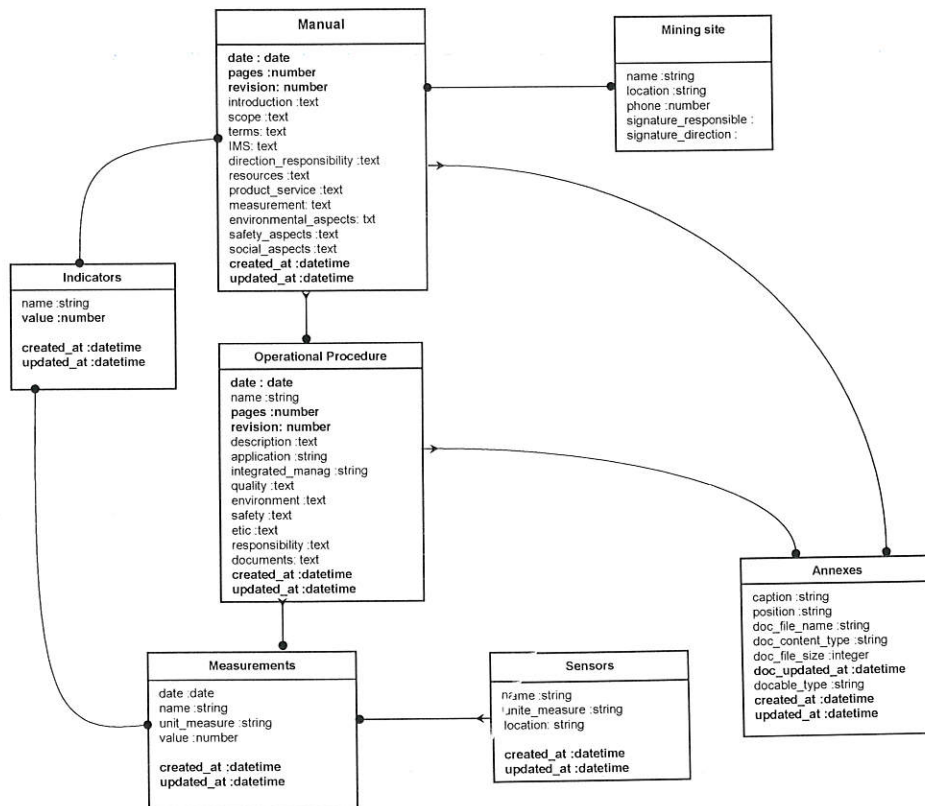 Manual
date : date
pages :number
revision: number
introduction :text
scope :text
terms: text
IMS: text
direction_responsibility :text
resources :text
product_service :text
measurement: text
environmental_aspects: txt
safety_aspects :text
social_aspects :text
created_at :datetime
updated_at :datetime
Mining site
name :string
location :string
phone :number
signature_responsible :
signature_direction :
Indicators
name :string
value :number
created_at :datetime
updated_at :datetime
Operational Procedure
date : date
name :string
pages :number
revision: number
description :text
application :string
integrated_manag :string
quality :text
environment :text
safety :text
etic :text
responsibility :text
documents: text
created_at :datetime
updated_at :datetime
Annexes
caption :string
position :string
doc_file_name :string
doc_content_type :string
doc_file_size :integer
doc_updated_at :datetime
docable_type :string
created_at :datetime
updated_at :datetime
Measurements
date :date
name :string
unit_measure :string
value :number
created_at :datetime
updated_at :datetime
Sensors
name :string
unite_measure :string
location: string
created_at :datetime
updated_at :datetime